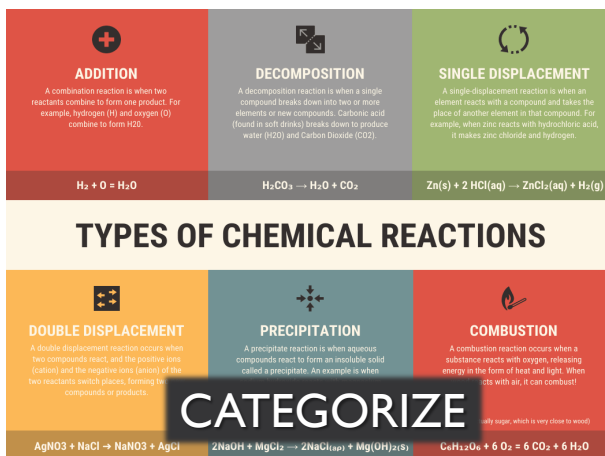 ADDITION
A combination reaction is when two
reactants combine to form one product. For
example, hydrogen (H) and oxygen (O)
combine to form H20.
H₂ + O = H₂O
DECOMPOSITION
A decomposition reaction is when a single
compound breaks down into two or more
elements or new compounds. Carbonic acid
(found in soft drinks) breaks down to produce
water (H2O) and Carbon Dioxide (CO2).
H₂CO₃ → H₂O + CO₂
SINGLE DISPLACEMENT
A single-displacement reaction is when an
element reacts with a compound and takes the
place of another element in that compound. For
example, when zinc reacts with hydrochloric acid,
it makes zinc chloride and hydrogen.
Zn(s) + 2 HCl(aq) → ZnCl₂(aq) + H₂(g)
TYPES OF CHEMICAL REACTIONS
DOUBLE DISPLACEMENT
A double displacement reaction occurs when
two compounds react, and the positive ions
(cation) and the negative ions (anion) of the
two reactants switch places, forming two
compounds or products.
AgNO3 + NaCl → NaNO3 + AgCl
PRECIPITATION
A precipitate reaction is when aqueous
compounds react to form an insoluble solid
called a precipitate. An example is when
2NaOH + MgCl₂ → 2NaCl₍ₐₚ₎ + Mg(OH)₂(s)
COMBUSTION
A combustion reaction occurs when a
substance reacts with oxygen, releasing
energy in the form of heat and light. When
with air, it can combust!
sugar, which is very close to wood)
C₆H₁₂O₆ + 6 O₂ = 6 CO₂ + 6 H₂O
CATEGORIZE